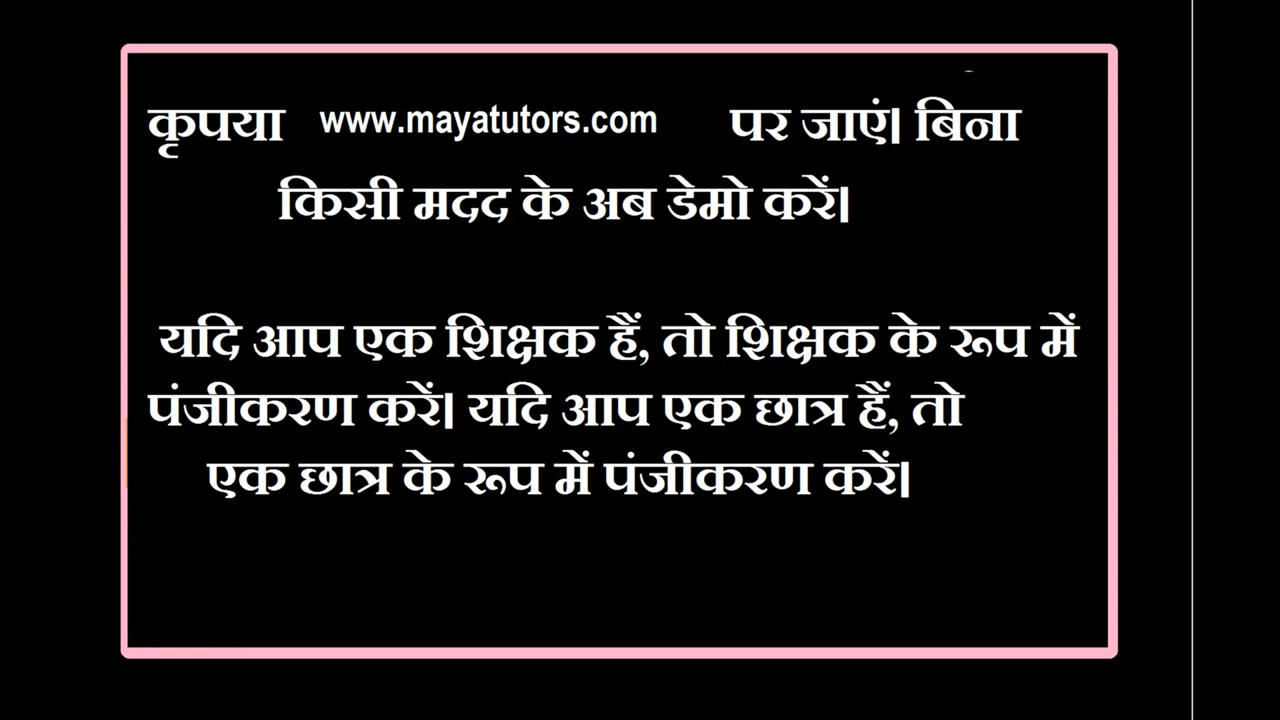 कृपया www.mayatutors.com पर जाएं। बिना
किसी मदद के अब डेमो करें।
यदि आप एक शिक्षक हैं, तो शिक्षक के रूप में
पंजीकरण करें। यदि आप एक छात्र हैं, तो
एक छात्र के रूप में पंजीकरण करें।